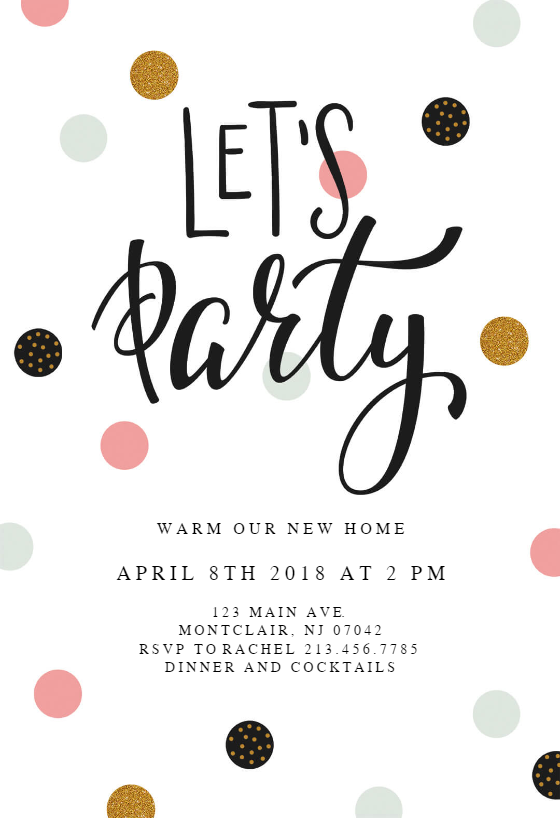 LET'S
Party
WARM OUR NEW HOME
APRIL 8TH 2018 AT 2 PM
123 MAIN AVE.
MONTCLAIR, NJ 07042
RSVP TO RACHEL 213.456.7785
DINNER AND COCKTAILS